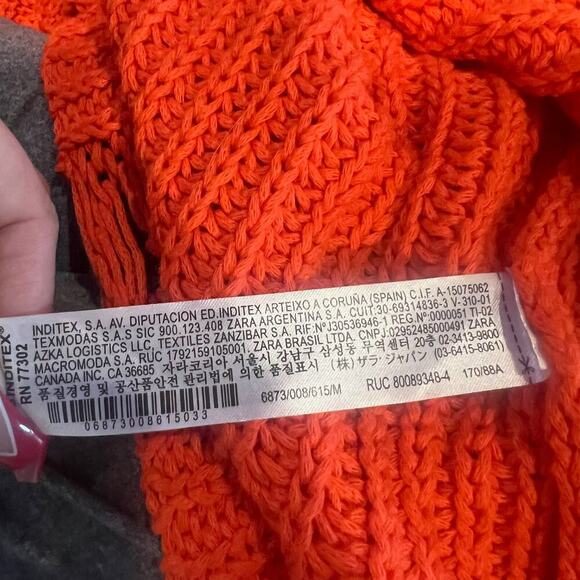 INDITEX®
RN 77302
INDITEX, S.A. AV. DIPUTACION ED.INDITEX ARTEIXO A CORUÑA (SPAIN) C.I.F. A-15075062
TEXMODAS S.A.S SIC 900.123.408 ZARA ARGENTINA S.A. CUIT:30-69314836-3 V-310-01
AZKA LOGISTICS LLC, TEXTILES ZANZIBAR S.A. RIF:NºJ30536946-1 REG.Nº:0000051 TI-02
MACROMODA S.A. RUC 1792159105001. ZARA BRASIL LTDA. CNPJ:02952485000491 ZARA
CANADA INC. CA 36685 자라코리아 서울시 강남구 삼성동 무역센터 20층 02-3413-9800
품질경영 및 공산품안전 관리법에 의한 품질표시 (株) ザラ・ジャパン (03-6415-8061)
6873/008/615/M RUC 80089348-4 170/88A
06873008615033